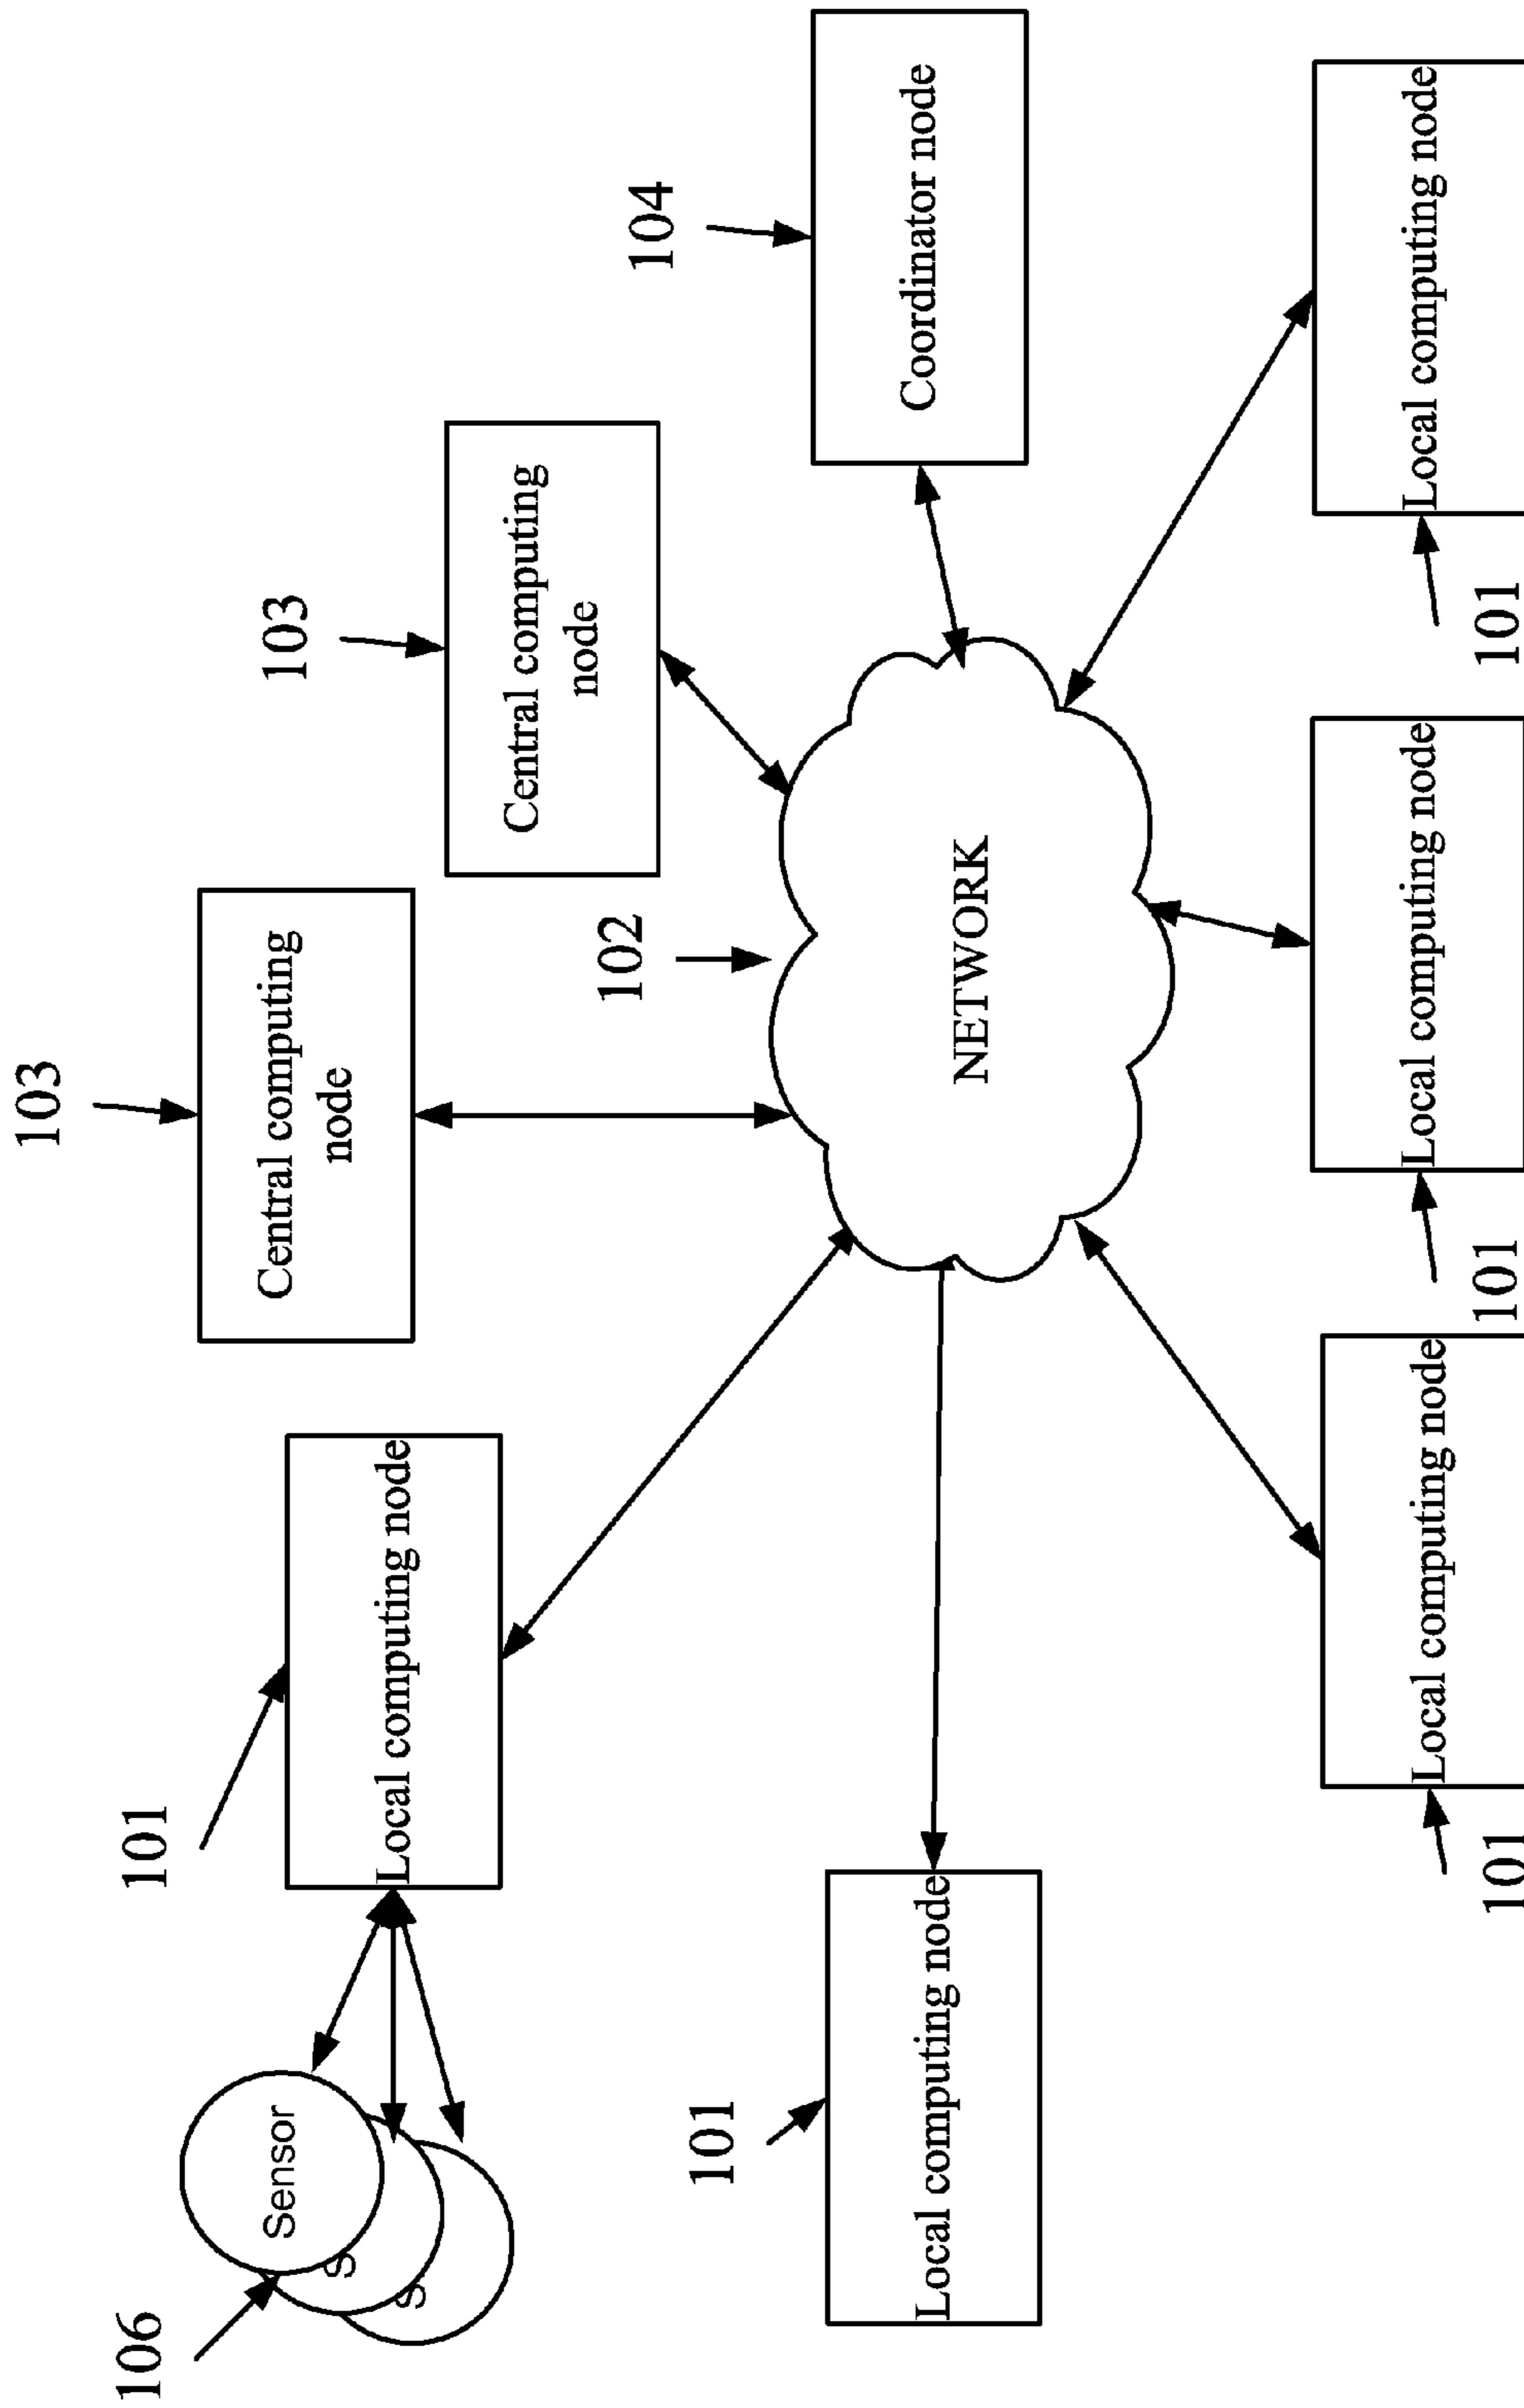 103
Central computing
node
103
Central computing
node
104
Coordinator node
102
NETWORK
101
Local computing node
106
Sensor
S
S
101
Local computing node
101
Local computing node
101
Local computing node
101
Local computing node